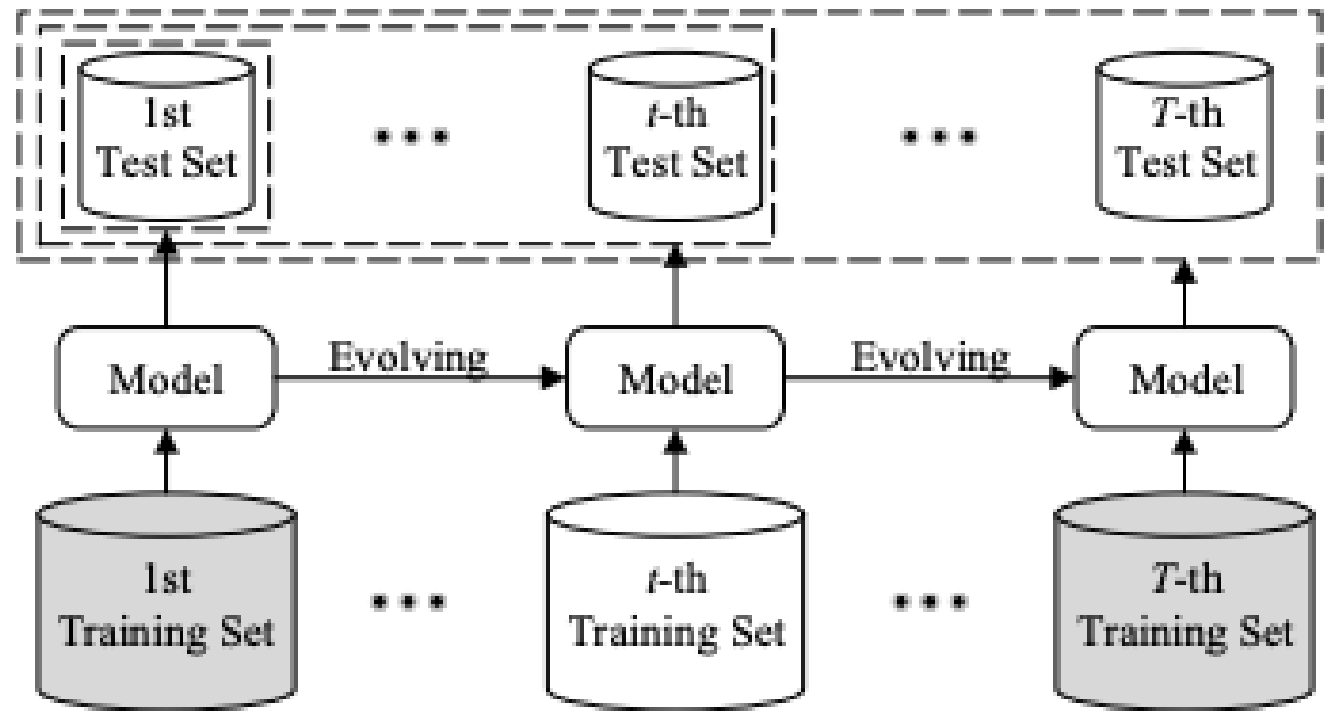 1st
Test Set
...
t-th
Test Set
...
T-th
Test Set
Model
Evolving
Model
Evolving
Model
1st
Training Set
...
t-th
Training Set
...
T-th
Training Set